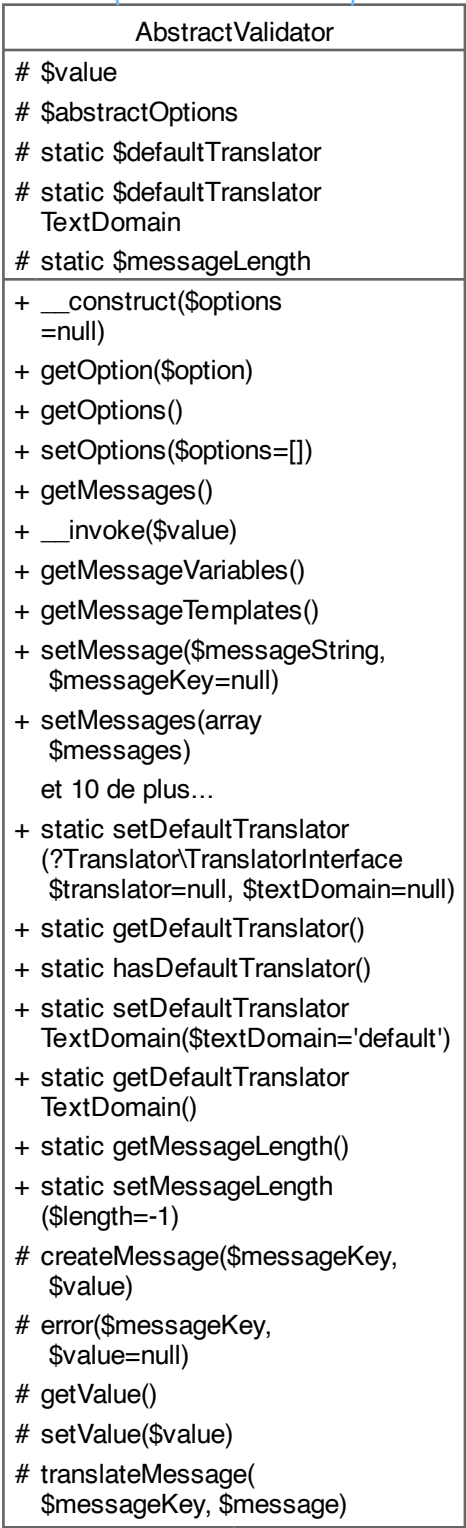 AbstractValidator
# $value
# $abstractOptions
# static $defaultTranslator
# static $defaultTranslator
TextDomain
# static $messageLength
+ __construct($options
=null)
+ getOption($option)
+ getOptions()
+ setOptions($options=[])
+ getMessages()
+ __invoke($value)
+ getMessageVariables()
+ getMessageTemplates()
+ setMessage($messageString,
$messageKey=null)
+ setMessages(array
$messages)
et 10 de plus...
+ static setDefaultTranslator
(?Translator\TranslatorInterface
$translator=null, $textDomain=null)
+ static getDefaultTranslator()
+ static hasDefaultTranslator()
+ static setDefaultTranslator
TextDomain($textDomain='default')
+ static getDefaultTranslator
TextDomain()
+ static getMessageLength()
+ static setMessageLength
($length=-1)
# createMessage($messageKey,
$value)
# error($messageKey,
$value=null)
# getValue()
# setValue($value)
# translateMessage(
$messageKey, $message)